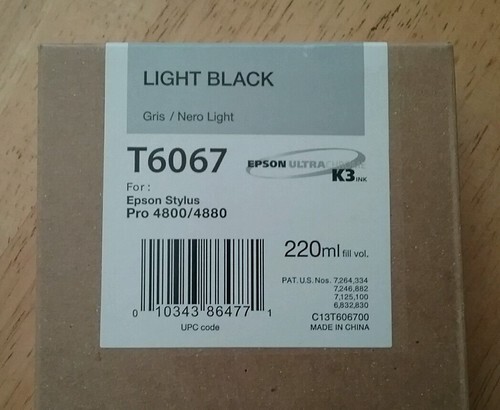 LIGHT BLACK
Gris / Nero Light
T6067
EPSON ULTRACHROME
K3 INK
For :
Epson Stylus
Pro 4800/4880
220ml fill vol.
PAT. U.S. Nos. 7,264,334
7,246,882
7,125,100
6,832,830
C13T606700
MADE IN CHINA
0 10343 86477 1
UPC code